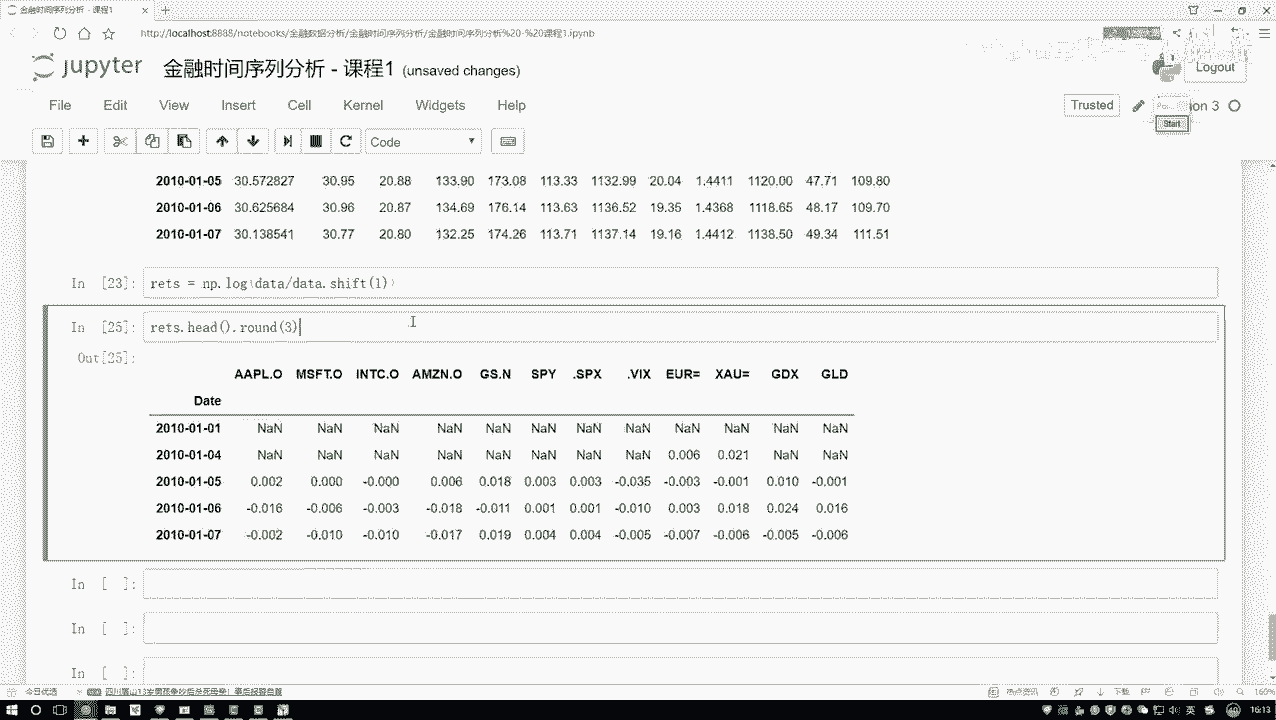 金融时间序列分析 - 课程1
http://localhost:8888/notebooks/金融数据分析/金融时间序列分析/金融时间序列分析%20-%20课程1.ipynb
jupyter 金融时间序列分析 - 课程1 (unsaved changes)
Logout
File Edit View Insert Cell Kernel Widgets Help
Trusted
on 3
Start
Code
2010-01-05 30.572827 30.95 20.88 133.90 173.08 113.33 1132.99 20.04 1.4411 1120.00 47.71 109.80
2010-01-06 30.625684 30.96 20.87 134.69 176.14 113.63 1136.52 19.35 1.4368 1118.65 48.17 109.70
2010-01-07 30.138541 30.77 20.80 132.25 174.26 113.71 1137.14 19.16 1.4412 1138.50 49.34 111.51
In [23]: rets = np.log(data/data.shift(1))
In [25]: rets.head().round(3)
Out[25]:
AAPL.O MSFT.O INTC.O AMZN.O GS.N SPY .SPX .VIX EUR= XAU= GDX GLD
Date
2010-01-01 NaN NaN NaN NaN NaN NaN NaN NaN NaN NaN NaN NaN
2010-01-04 NaN NaN NaN NaN NaN NaN NaN NaN 0.006 0.021 NaN NaN
2010-01-05 0.002 0.000 -0.000 0.006 0.018 0.003 0.003 -0.035 -0.003 -0.001 0.010 -0.001
2010-01-06 -0.016 -0.006 -0.003 -0.018 -0.011 0.001 0.001 -0.010 0.003 0.018 0.024 0.016
2010-01-07 -0.002 -0.010 -0.010 -0.017 0.019 0.004 0.004 -0.005 -0.007 -0.006 -0.005 -0.006
In [ ]:
In [ ]:
In [ ]:
今日优选
热点资讯 下载 160%
英 16:13